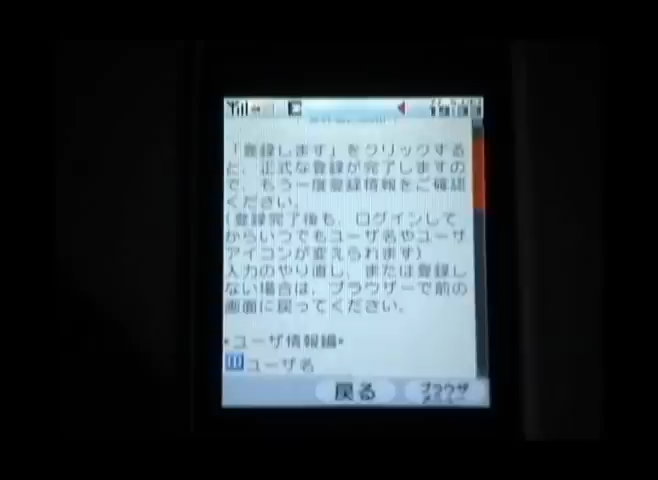 「登録します」をクリックする
た、正式な登録が完了しますの
で、もう一度登録情報をご確認
ください。
(登録完了後も、ログインして
からいつでもユーザ名やユーザ
アイコンが変えられます)
入力のやり直し、または登録し
ない場合は、ブラウザーで前の
画面に戻ってください。
・ユーザ情報編・
ユーザ名
戻る